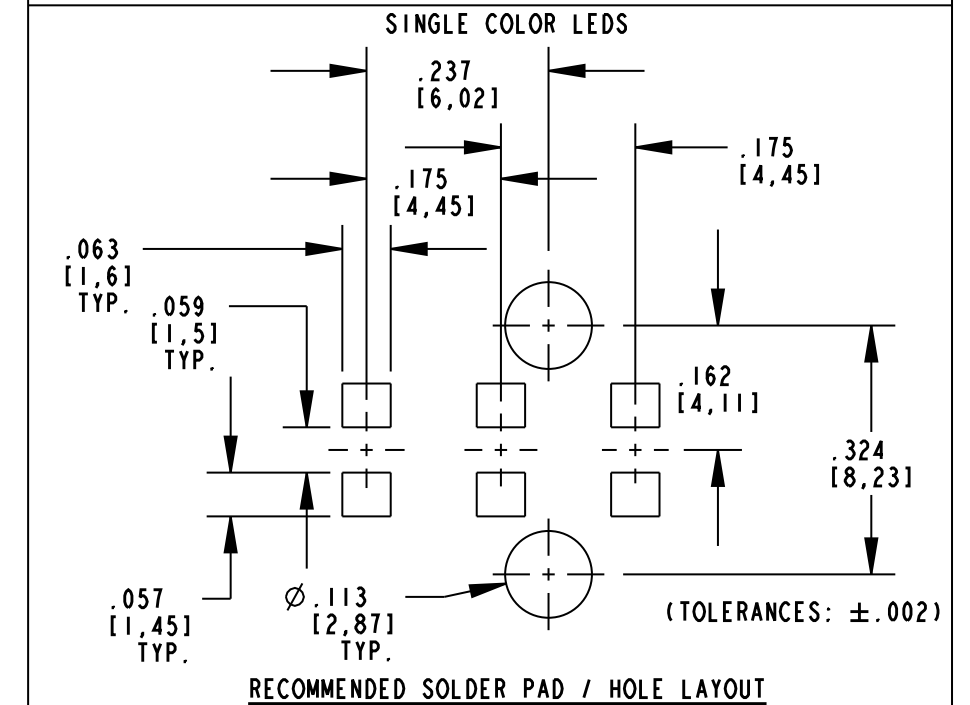 SINGLE COLOR LEDS
.237
[6,02]
.175
[4,45]
.175
[4,45]
.063
[1,6]
TYP.
.059
[1,5]
TYP.
.162
[4,11]
.324
[8,23]
.057
[1,45]
TYP.
Ø.113
[2,87]
TYP.
(TOLERANCES: ±.002)
RECOMMENDED SOLDER PAD / HOLE LAYOUT